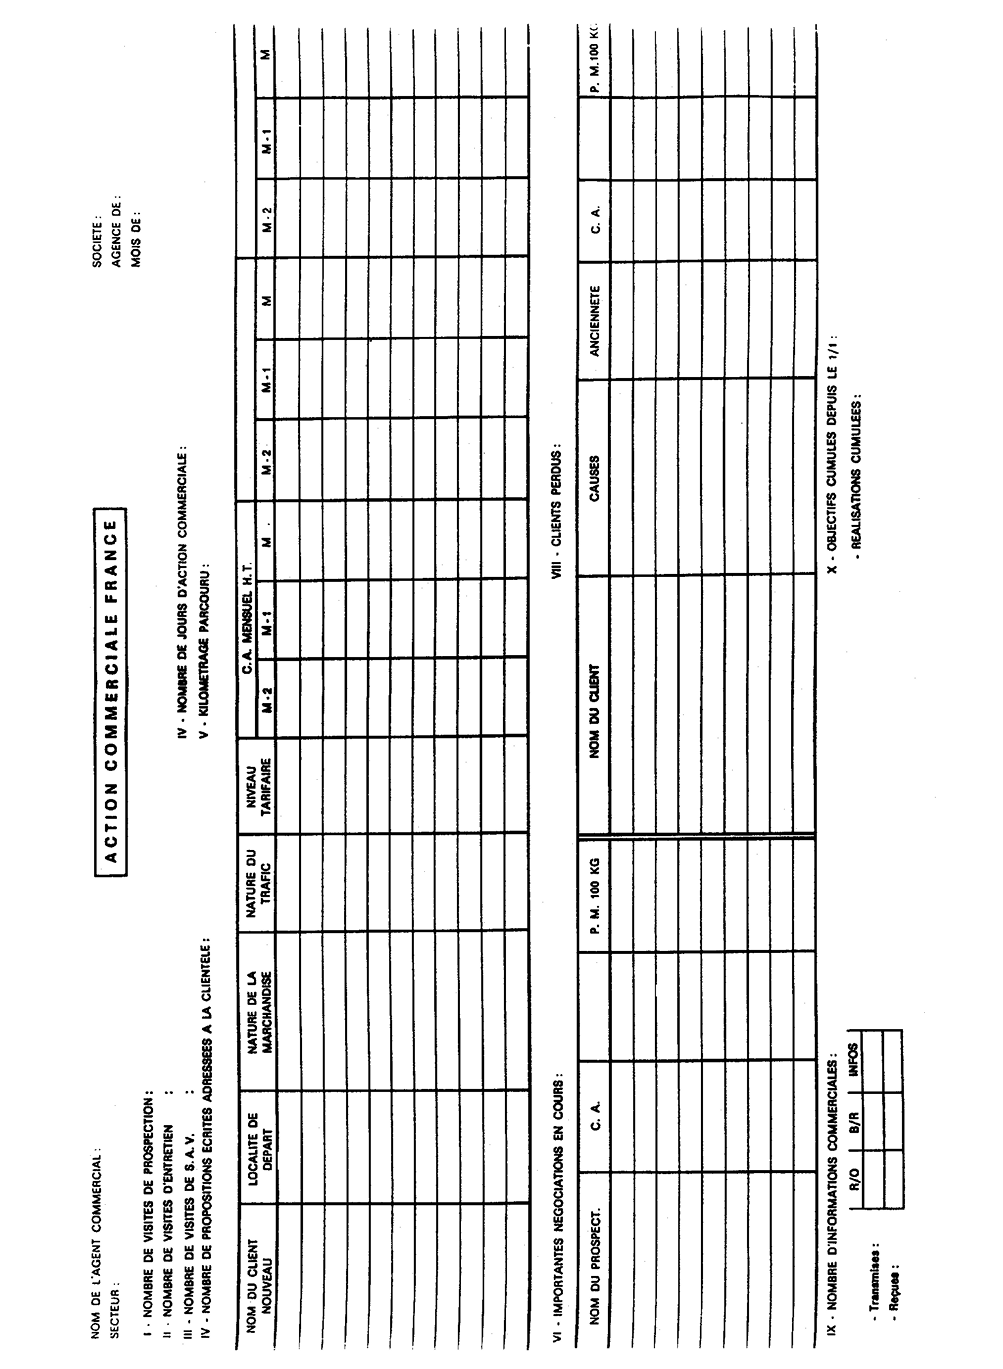 ACTION COMMERCIALE FRANCE
NOM DE L'AGENT COMMERCIAL :
SECTEUR :
SOCIETE :
AGENCE DE :
MOIS DE :
I - NOMBRE DE VISITES DE PROSPECTION :
II - NOMBRE DE VISITES D'ENTRETIEN :
III - NOMBRE DE VISITES DE S.A.V. :
IV - NOMBRE DE PROPOSITIONS ECRITES ADRESSEES A LA CLIENTELE :
IV - NOMBRE DE JOURS D'ACTION COMMERCIALE :
V - KILOMETRAGE PARCOURU :
NOM DU CLIENT
NOUVEAU
LOCALITE DE
DEPART
NATURE DE LA
MARCHANDISE
NATURE DU
TRAFIC
NIVEAU
TARIFAIRE
C.A. MENSUEL H.T.
M-2 M-1 M M-2 M-1 M M-2 M-1 M
VI - IMPORTANTES NEGOCIATIONS EN COURS :
VIII - CLIENTS PERDUS :
NOM DU PROSPECT. C.A. P. M. 100 KG NOM DU CLIENT CAUSES ANCIENNETE C. A. P. M. 100 KG
IX - NOMBRE D'INFORMATIONS COMMERCIALES :
R/O B/R INFOS
- Transmises :
- Reçues :
X - OBJECTIFS CUMULES DEPUIS LE 1/1 :
- REALISATIONS CUMULEES :